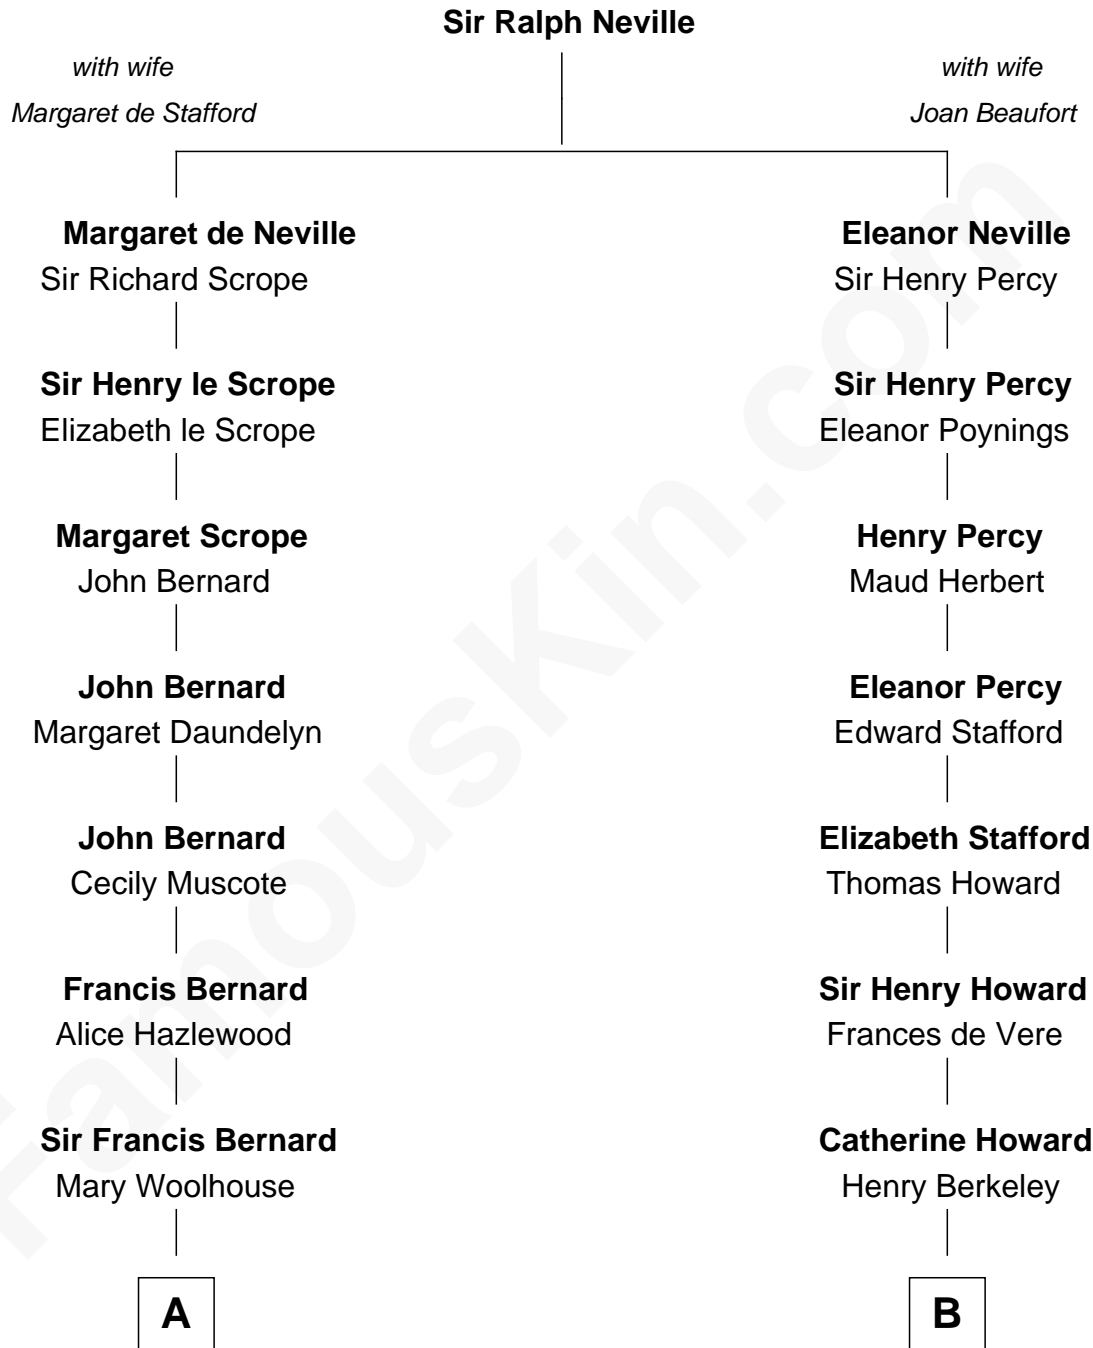 Sir Ralph Neville
with wife
Margaret de Stafford
with wife
Joan Beaufort
Margaret de Neville
Sir Richard Scrope
Eleanor Neville
Sir Henry Percy
Sir Henry le Scrope
Elizabeth le Scrope
Sir Henry Percy
Eleanor Poynings
Margaret Scrope
John Bernard
Henry Percy
Maud Herbert
John Bernard
Margaret Daundelyn
Eleanor Percy
Edward Stafford
John Bernard
Cecily Muscote
Elizabeth Stafford
Thomas Howard
Francis Bernard
Alice Hazlewood
Sir Henry Howard
Frances de Vere
Sir Francis Bernard
Mary Woolhouse
Catherine Howard
Henry Berkeley
A
B
FamousKin.com